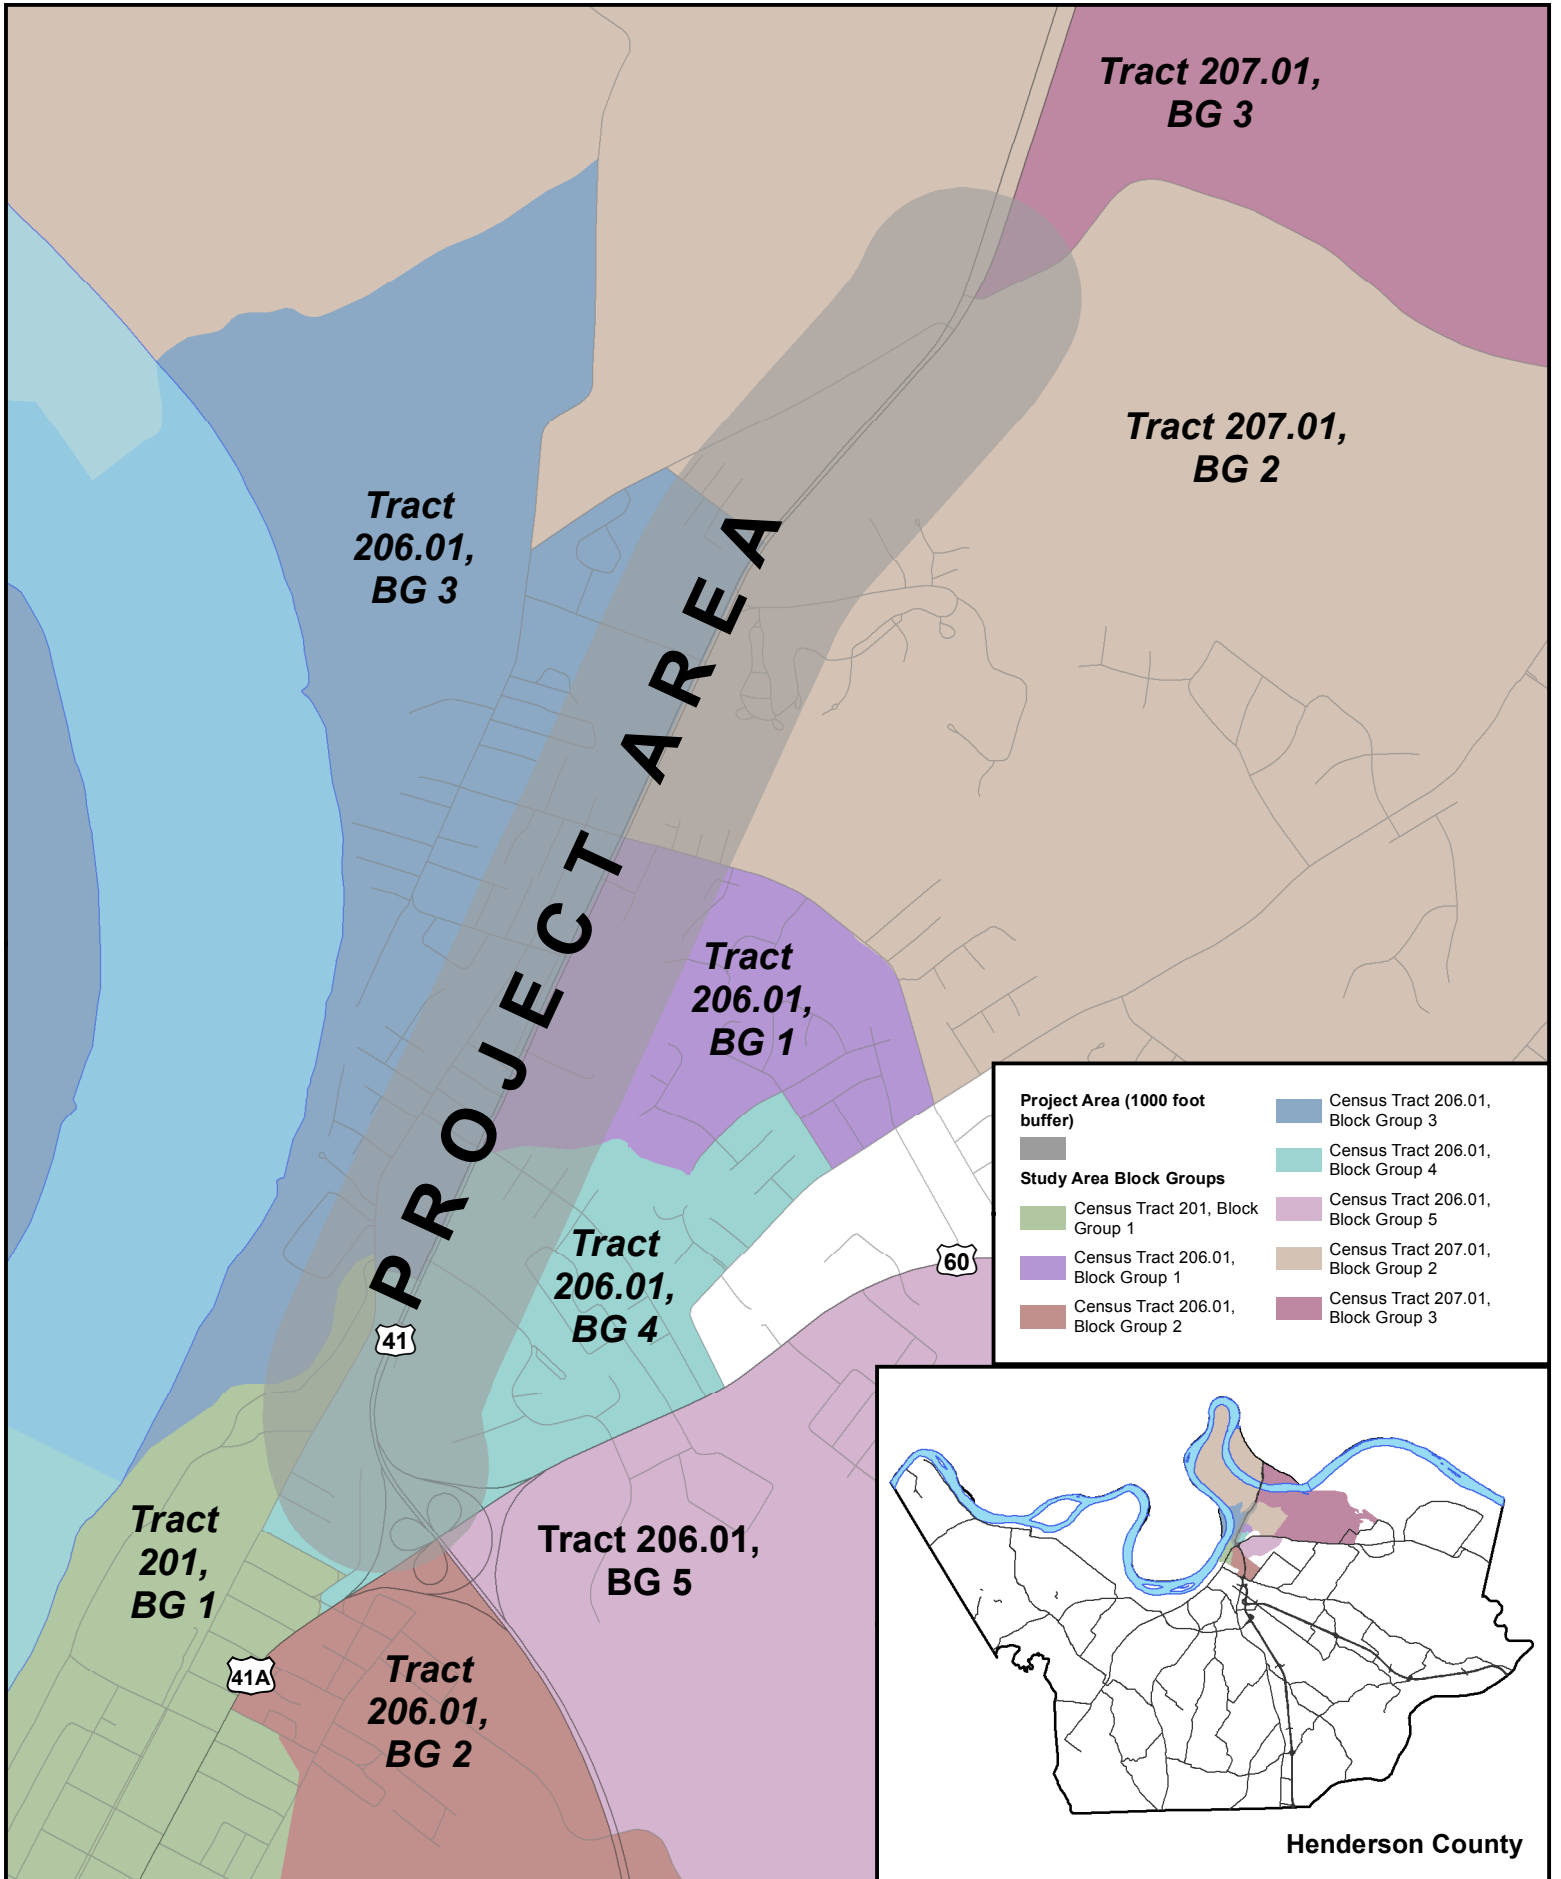 Tract 207.01,
BG 3
Tract 207.01,
BG 2
Tract
206.01,
BG 3
PROJECT AREA
Tract
206.01,
BG 1
Tract
206.01,
BG 4
60
41
Tract
201,
BG 1
Tract 206.01,
BG 5
41A
Tract
206.01,
BG 2
Project Area (1000 foot
buffer)
Study Area Block Groups
Census Tract 201, Block
Group 1
Census Tract 206.01,
Block Group 1
Census Tract 206.01,
Block Group 2
Census Tract 206.01,
Block Group 3
Census Tract 206.01,
Block Group 4
Census Tract 206.01,
Block Group 5
Census Tract 207.01,
Block Group 2
Census Tract 207.01,
Block Group 3
Henderson County